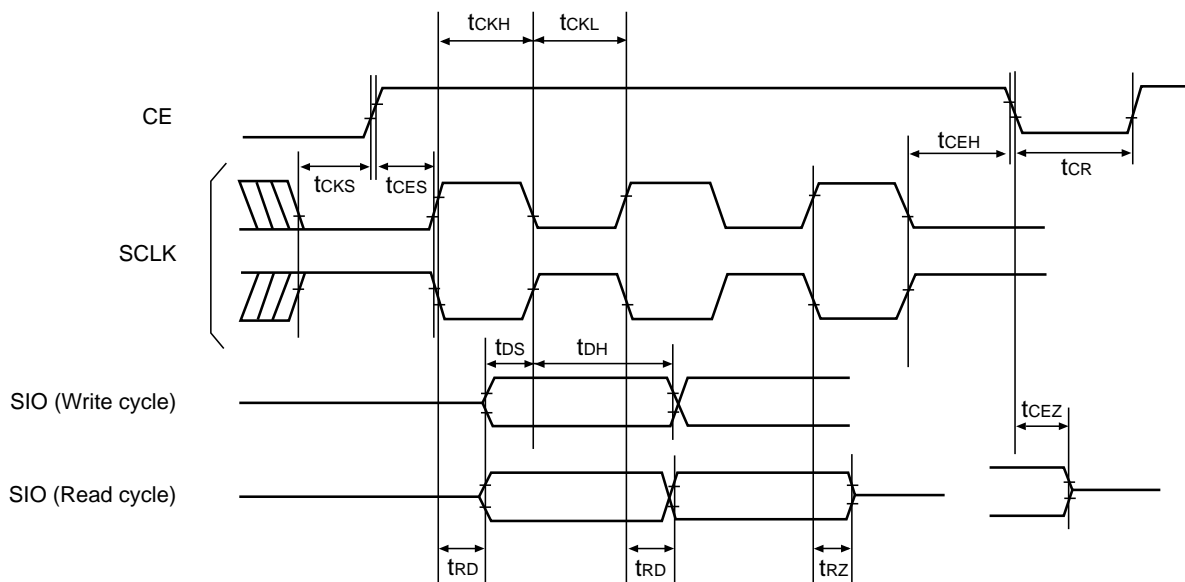 tCKH tCKL
CE
tCEH
tCR
tCKS tCES
SCLK
tDS tDH
SIO (Write cycle)
tCEZ
SIO (Read cycle)
tRD tRD tRZ